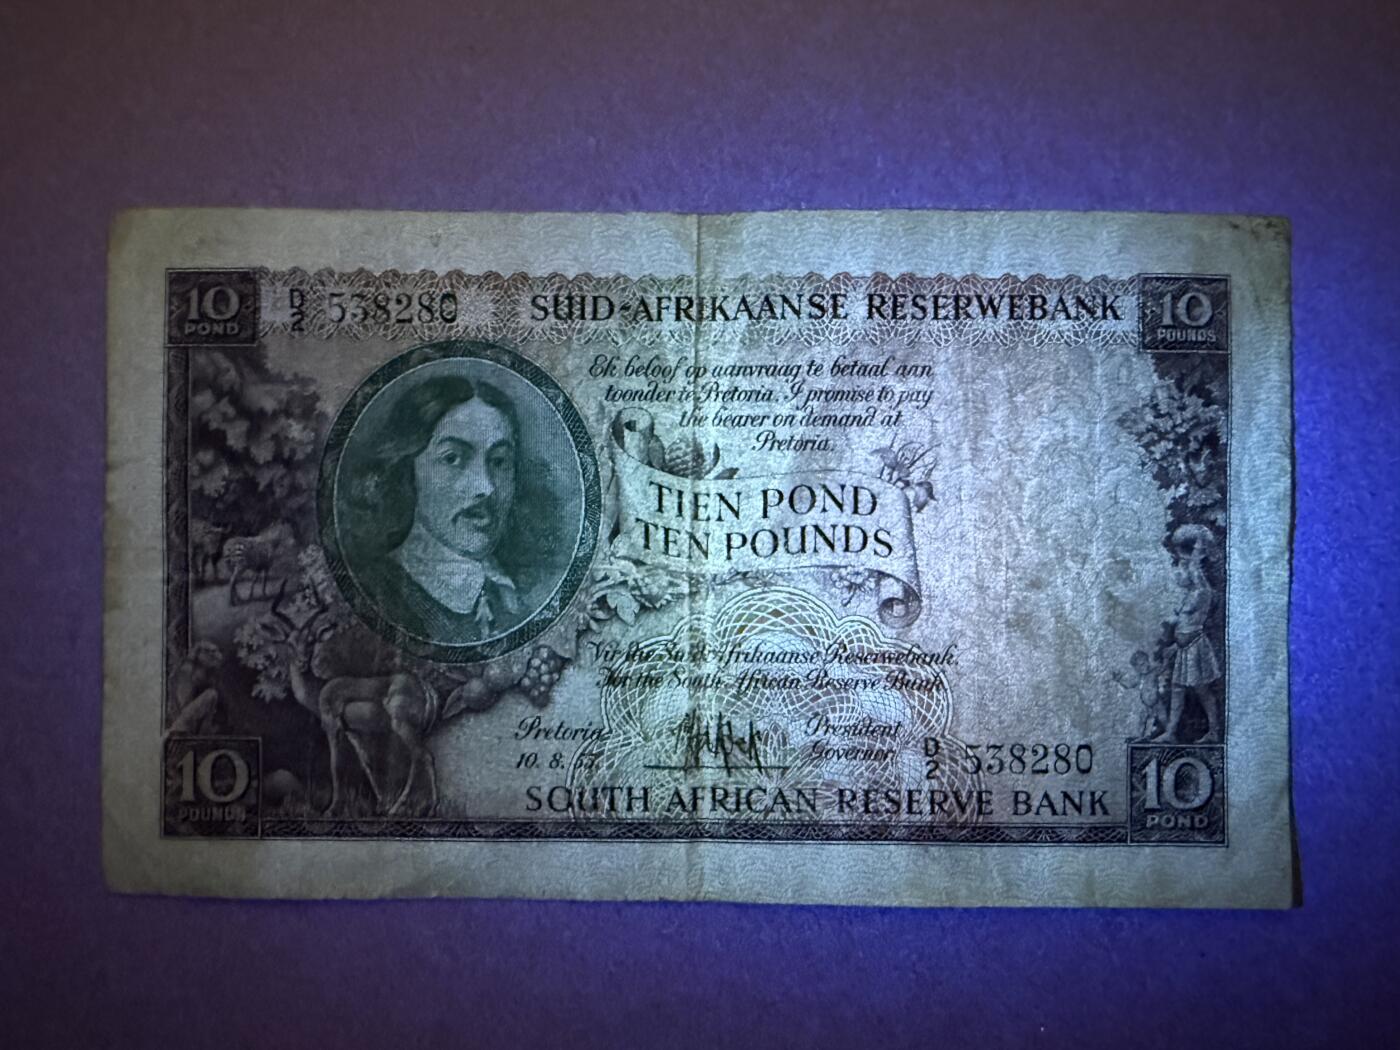 10 POND
D/2 538280
SUID-AFRIKAANSE RESERWEBANK
10 POUNDS
Ek beloof op aanvraag te betaal aan
toonder te Pretoria. I promise to pay
the bearer on demand at
Pretoria.
TIEN POND
TEN POUNDS
Vir die Suid-Afrikaanse Reserwebank.
For the South African Reserve Bank
Pretoria
10. 8. 57.
President
Governor
D/2 538280
10 POUNDS
SOUTH AFRICAN RESERVE BANK
10 POND